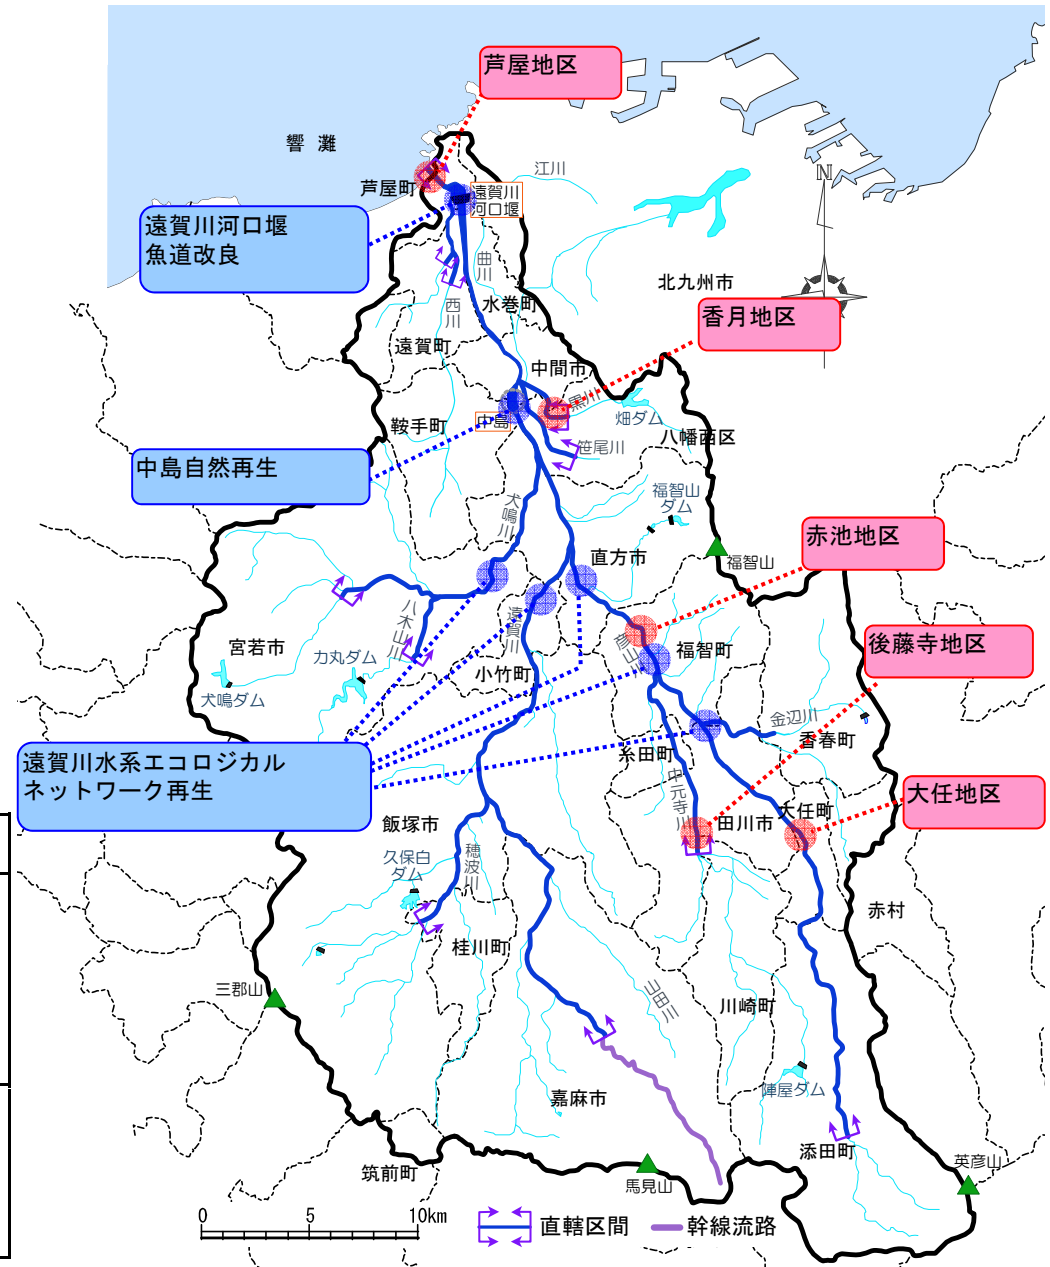 芦屋地区
響灘
江川
芦屋町
遠賀川
河口堰
遠賀川河口堰
魚道改良
N
曲川
北九州市
西川
水巻町
香月地区
遠賀町
中間市
黒川
畑ダム
鞍手町
中島
八幡西区
笹尾川
中島自然再生
福智山
ダム
犬鳴川
赤池地区
直方市
福智山
八木山川
遠賀川
彦山川
後藤寺地区
宮若市
力丸ダム
小竹町
福智町
犬鳴ダム
金辺川
香春町
遠賀川水系エコロジカル
ネットワーク再生
糸田町
中元寺川
大任地区
飯塚市
田川市
大任町
久保白
ダム
穂波川
赤村
桂川町
三郡山
山田川
川崎町
嘉麻市
陣屋ダム
添田町
英彦山
筑前町
馬見山
0 5 10km
直轄区間
幹線流路